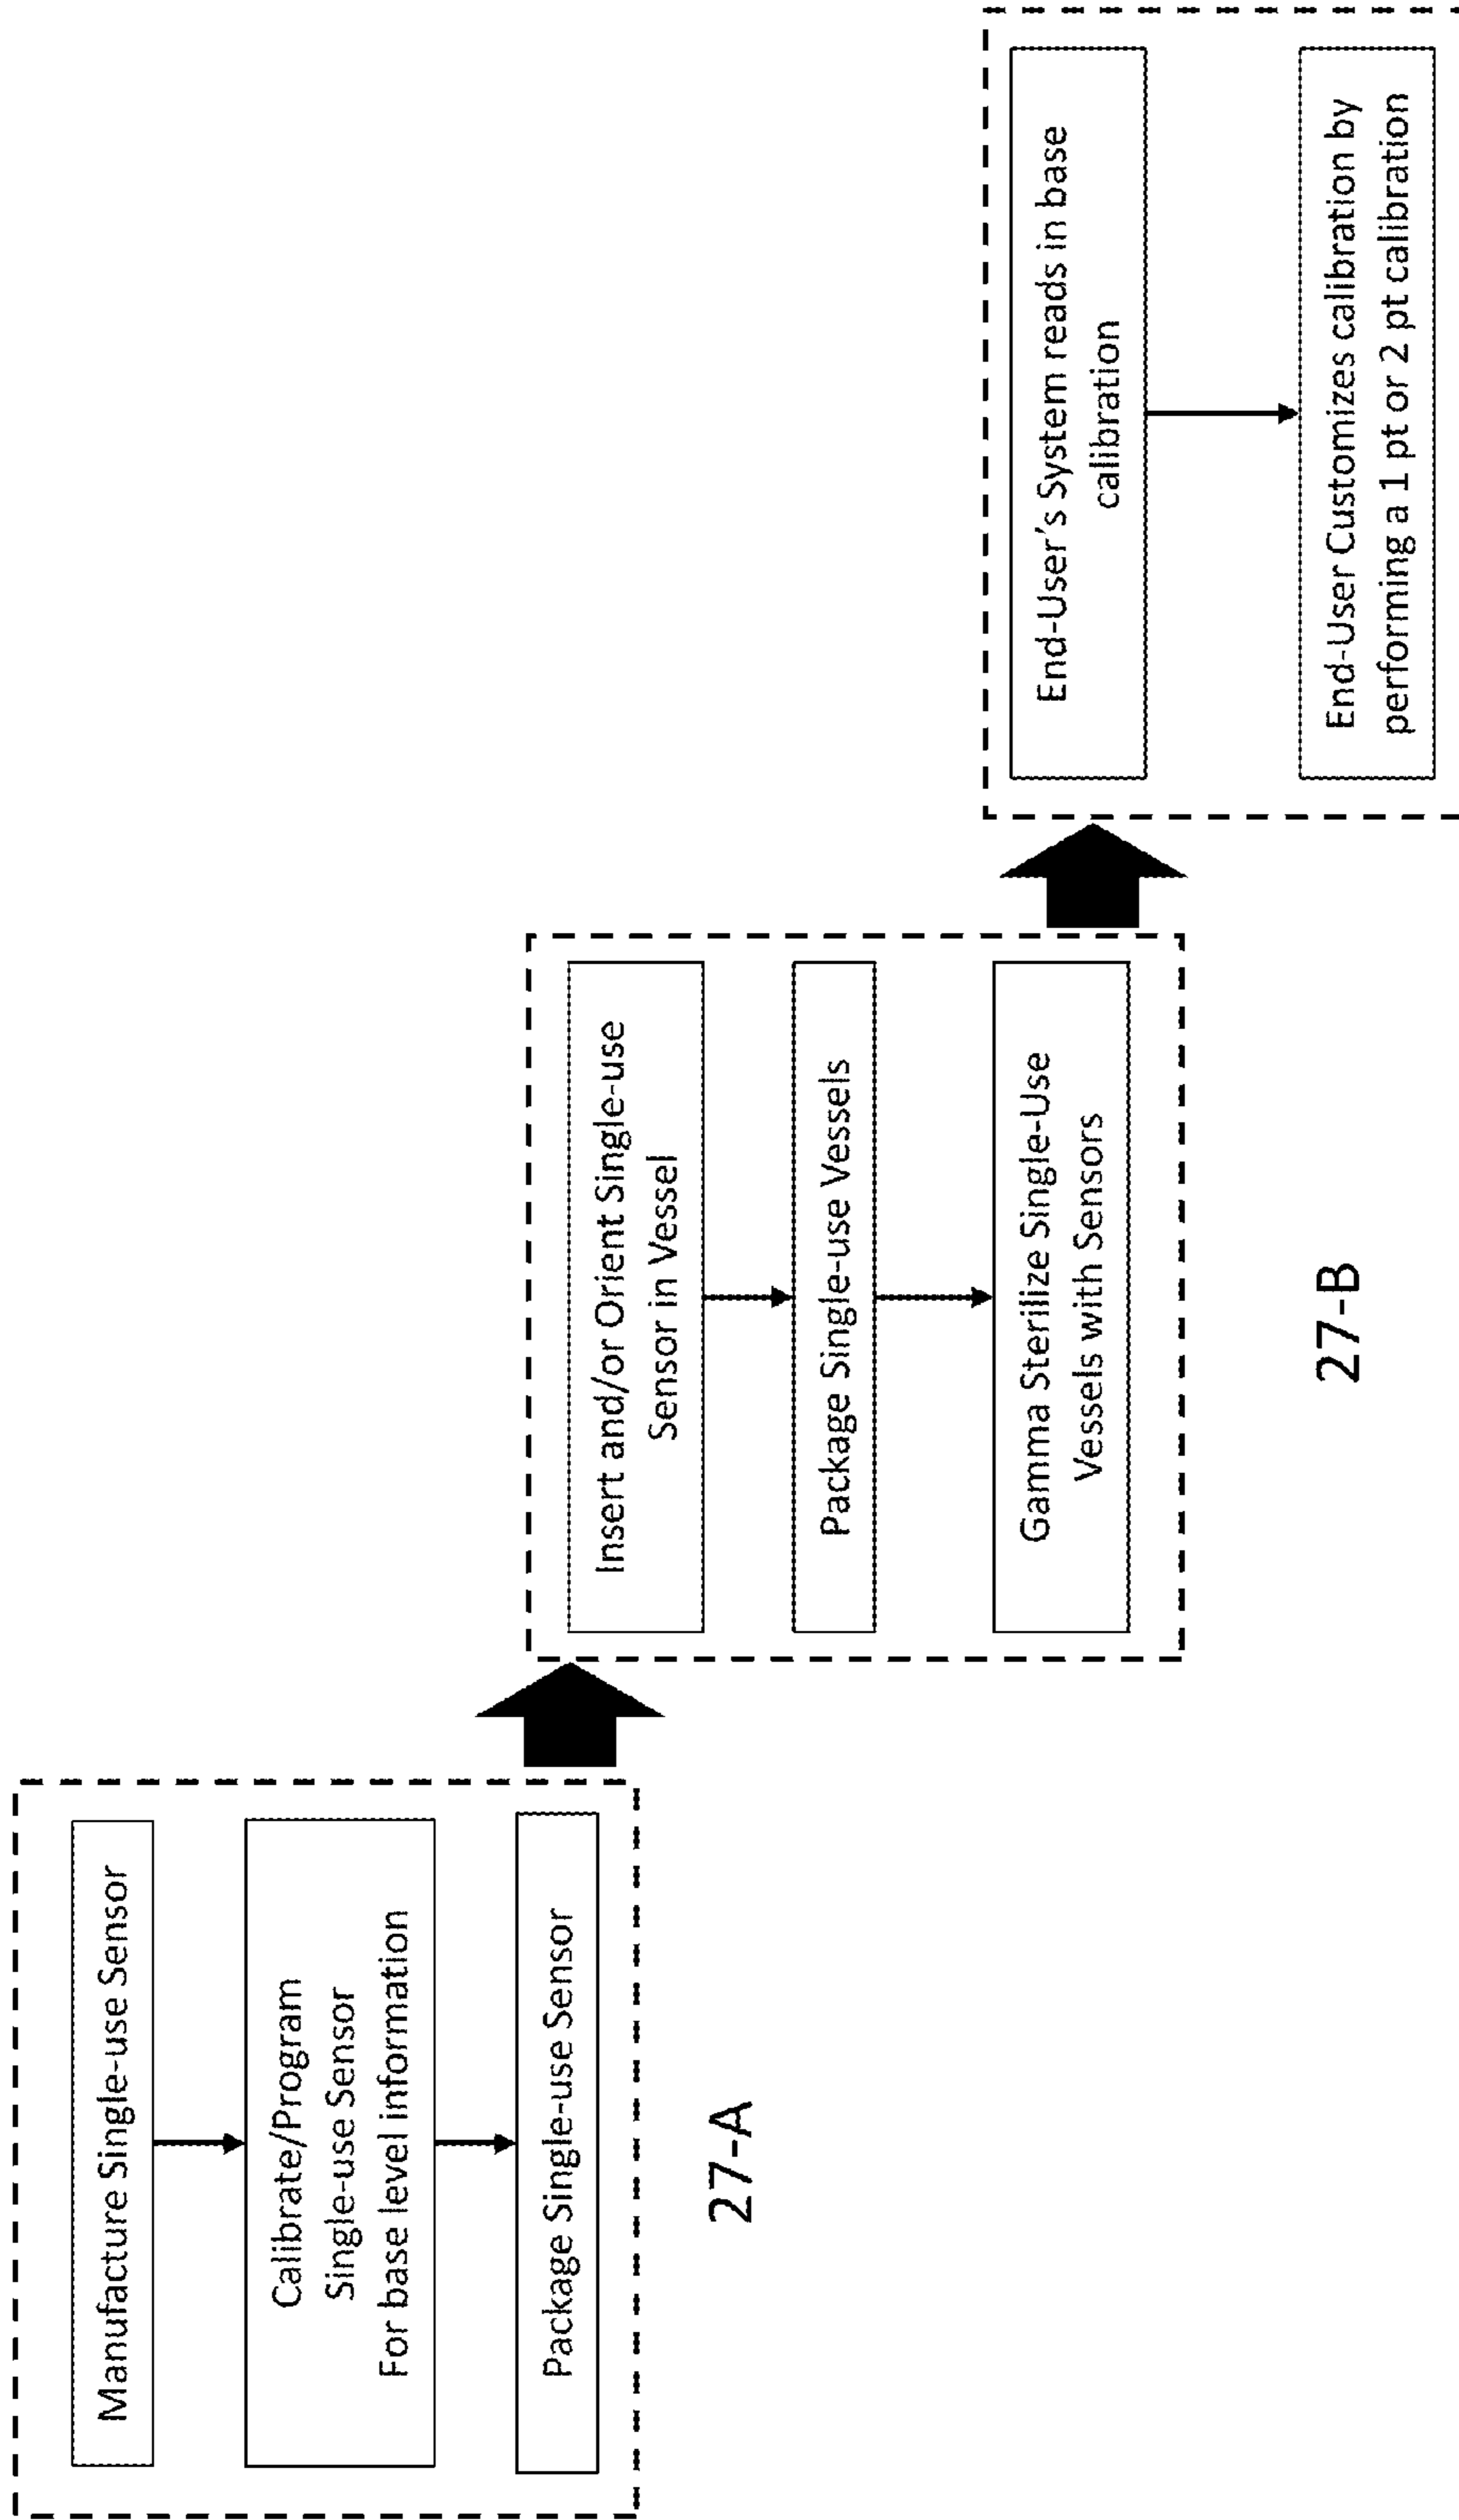 Manufacture Single-use Sensor
Calibrate/Program
Single-use Sensor
For base level information
Package Single-use Sensor
27-A
Insert and/or Orient Single-use
Sensor in Vessel
Package Single-use Vessels
Gamma Sterilize Single-Use
Vessels with Sensors
27-B
End-User's System reads in base
calibration
End-User Customizes calibration by
performing a 1 pt or 2 pt calibration